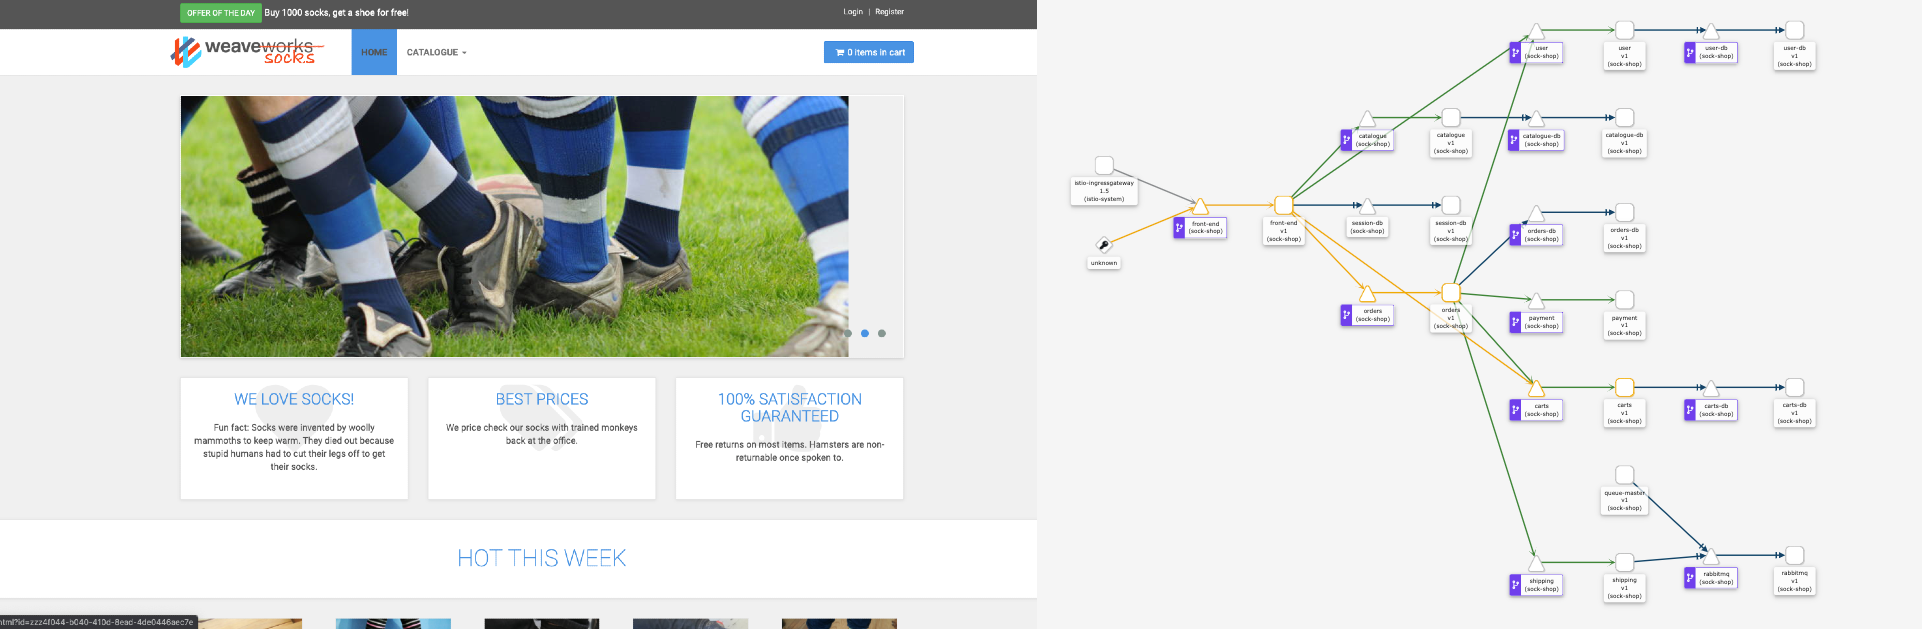 OFFER OF THE DAY Buy 1000 socks, get a shoe for free!
Login | Register
weaveworks
socks
HOME
CATALOGUE
0 items in cart
WE LOVE SOCKS!
Fun fact: Socks were invented by woolly
mammoths to keep warm. They died out because
stupid humans had to cut their legs off to get
their socks.
BEST PRICES
We price check our socks with trained monkeys
back at the office.
100% SATISFACTION
GUARANTEED
Free returns on most items. Hamsters are non-
returnable once spoken to.
HOT THIS WEEK
html?id=zzz4f044-b040-410d-8ead-4de0446aec7e
user
(sock-shop)
user
v1
(sock-shop)
user-db
(sock-shop)
user-db
v1
(sock-shop)
catalogue
(sock-shop)
catalogue
v1
(sock-shop)
catalogue-db
(sock-shop)
catalogue-db
v1
(sock-shop)
istio-ingressgateway
1.5
(istio-system)
front-end
(sock-shop)
front-end
v1
(sock-shop)
session-db
(sock-shop)
session-db
v1
(sock-shop)
orders-db
(sock-shop)
orders-db
v1
(sock-shop)
unknown
orders
(sock-shop)
orders
v1
(sock-shop)
payment
(sock-shop)
payment
v1
(sock-shop)
carts
(sock-shop)
carts
v1
(sock-shop)
carts-db
(sock-shop)
carts-db
v1
(sock-shop)
queue-master
v1
(sock-shop)
shipping
(sock-shop)
shipping
v1
(sock-shop)
rabbitmq
(sock-shop)
rabbitmq
v1
(sock-shop)